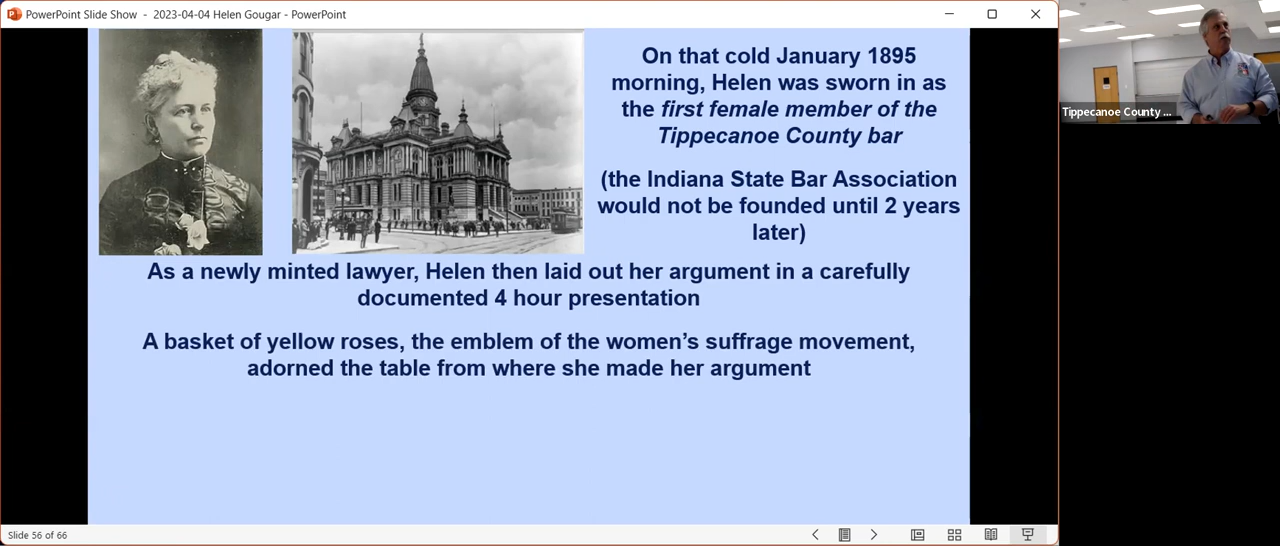 PowerPoint Slide Show - 2023-04-04 Helen Gougar - PowerPoint
On that cold January 1895
morning, Helen was sworn in as
the first female member of the
Tippecanoe County bar
(the Indiana State Bar Association
would not be founded until 2 years
later)
As a newly minted lawyer, Helen then laid out her argument in a carefully
documented 4 hour presentation
A basket of yellow roses, the emblem of the women’s suffrage movement,
adorned the table from where she made her argument
Slide 56 of 66
Tippecanoe County ...